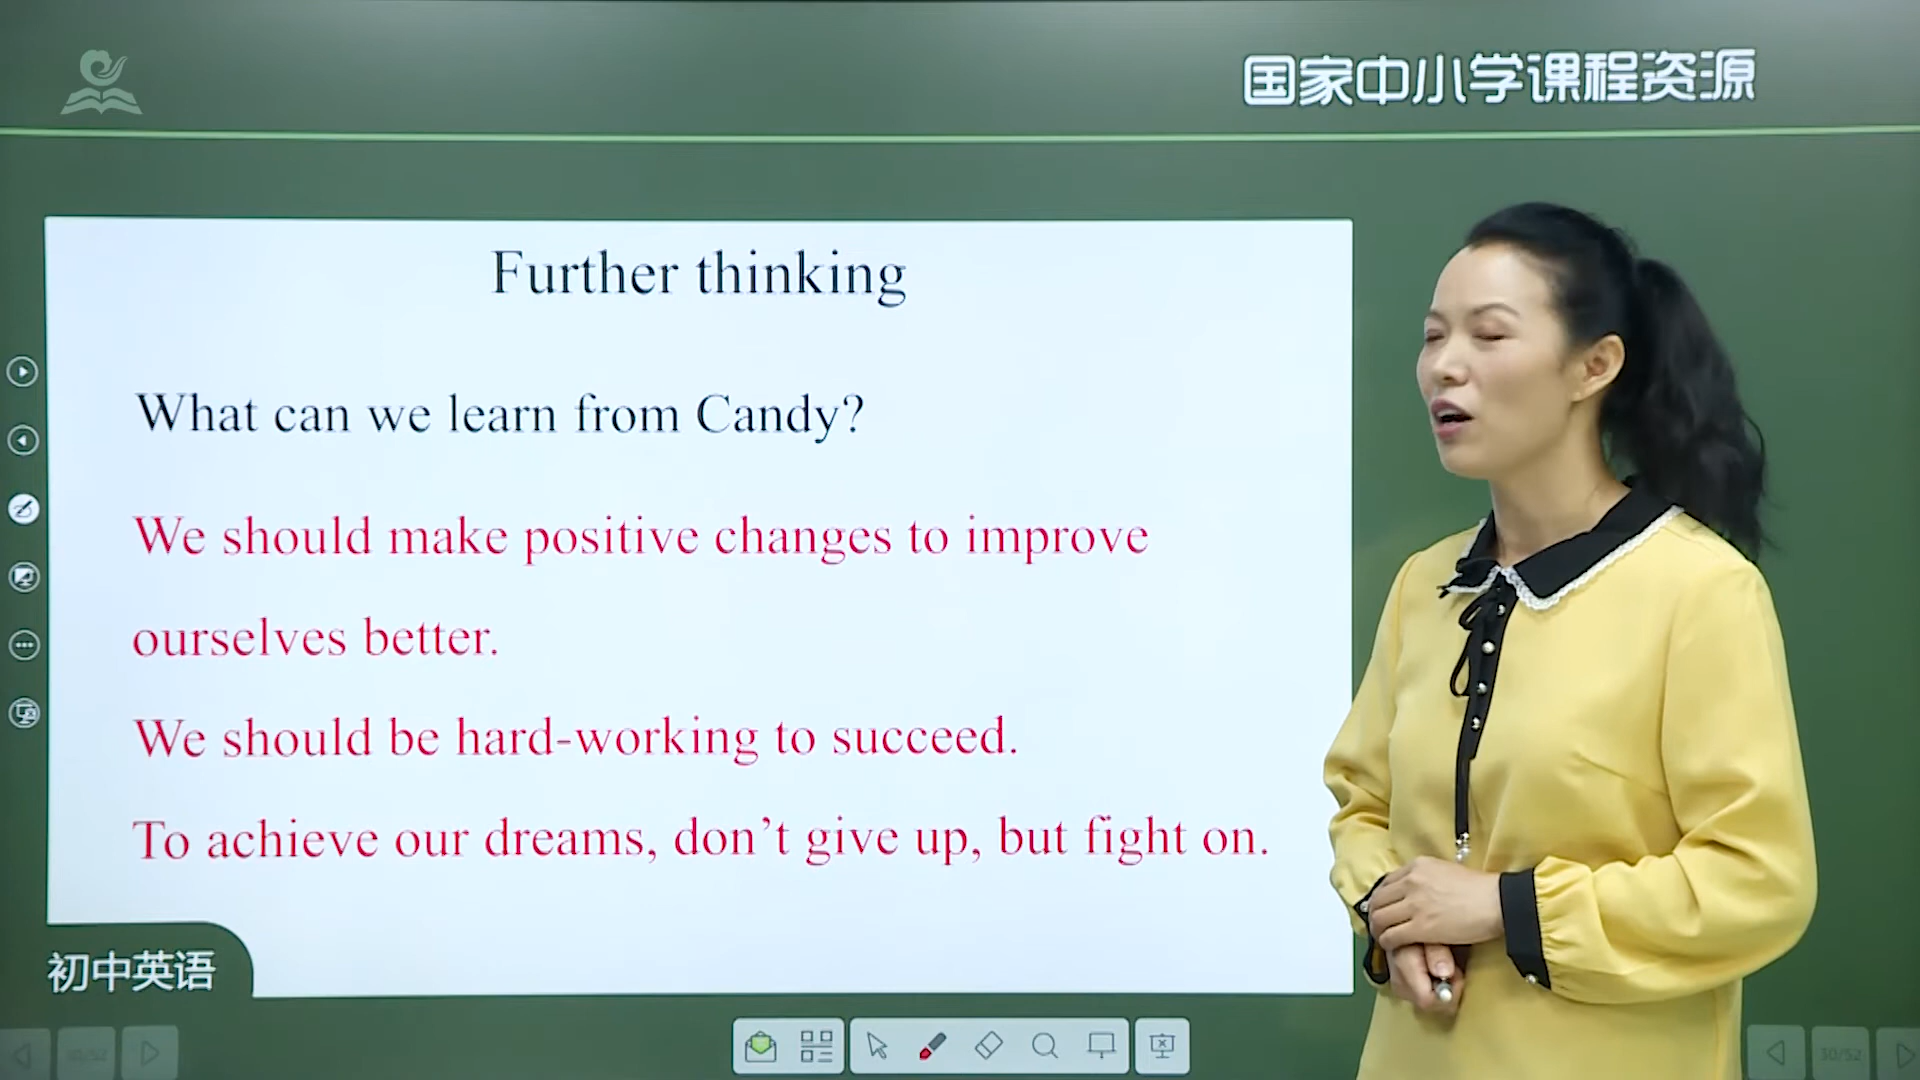 国家中小学课程资源
Further thinking
What can we learn from Candy?
We should make positive changes to improve
ourselves better.
We should be hard-working to succeed.
To achieve our dreams, don't give up, but fight on.
初中英语
30/52